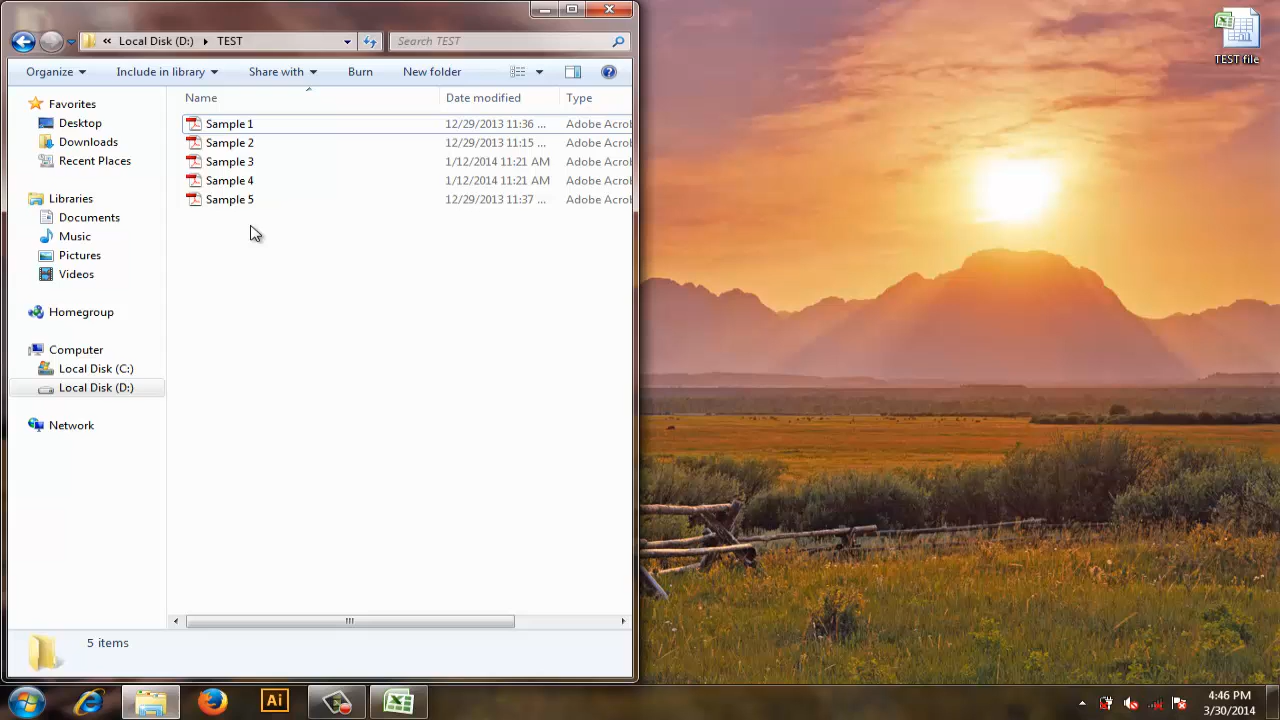 « Local Disk (D:) ▸ TEST
Search TEST
Organize Include in library Share with Burn New folder
Name Date modified Type
Favorites
Desktop
Downloads
Recent Places
Libraries
Documents
Music
Pictures
Videos
Homegroup
Computer
Local Disk (C:)
Local Disk (D:)
Network
Sample 1 12/29/2013 11:36 ... Adobe Acrob
Sample 2 12/29/2013 11:15 ... Adobe Acrob
Sample 3 1/12/2014 11:21 AM Adobe Acrob
Sample 4 1/12/2014 11:21 AM Adobe Acrob
Sample 5 12/29/2013 11:37 ... Adobe Acrob
5 items
TEST file
Ai
4:46 PM
3/30/2014